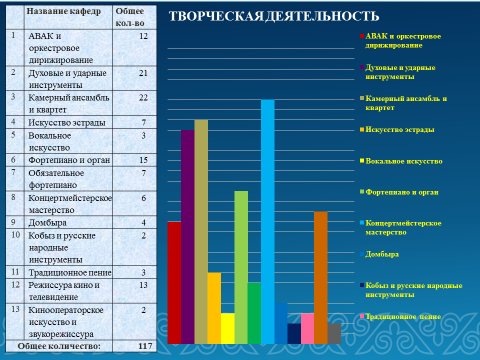 Название кафедр Общее
кол-во
ТВОРЧЕСКАЯ ДЕЯТЕЛЬНОСТЬ
1 АВАК и 12
оркестровое
дирижирование
2 Духовые и ударные 21
инструменты
3 Камерный ансамбль 22
и квартет
4 Искусство эстрады 7
5 Вокальное 3
искусство
6 Фортепиано и орган 15
7 Обязательное 7
фортепиано
8 Концертмейстерское 6
мастерство
9 Домбыра 4
10 Кобыз и русские 2
народные
инструменты
11 Традиционное пение 3
12 Режиссура кино и 13
телевидение
13 Кинооператорское 2
искусство и
звукорежиссура
Общее количество: 117
АВАК и оркестровое
дирижирование
Духовые и ударные
инструменты
Камерный ансамбль и
квартет
Искусство эстрады
Вокальное искусство
Фортепиано и орган
Концертмейстерское
мастерство
Домбыра
Кобыз и русские народные
инструменты
Традиционное пение